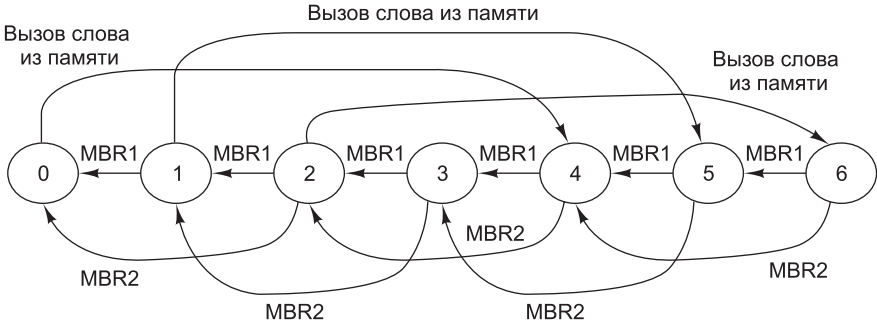 Вызов слова из памяти
Вызов слова
из памяти
Вызов слова
из памяти
MBR1 MBR1 MBR1 MBR1 MBR1 MBR1
0 1 2 3 4 5 6
MBR2
MBR2 MBR2
MBR2 MBR2